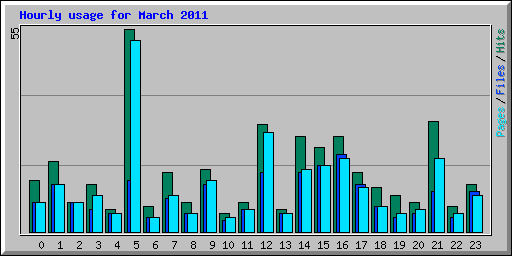 Hourly usage for March 2011
55
Pages / Files / Hits
0 1 2 3 4 5 6 7 8 9 10 11 12 13 14 15 16 17 18 19 20 21 22 23